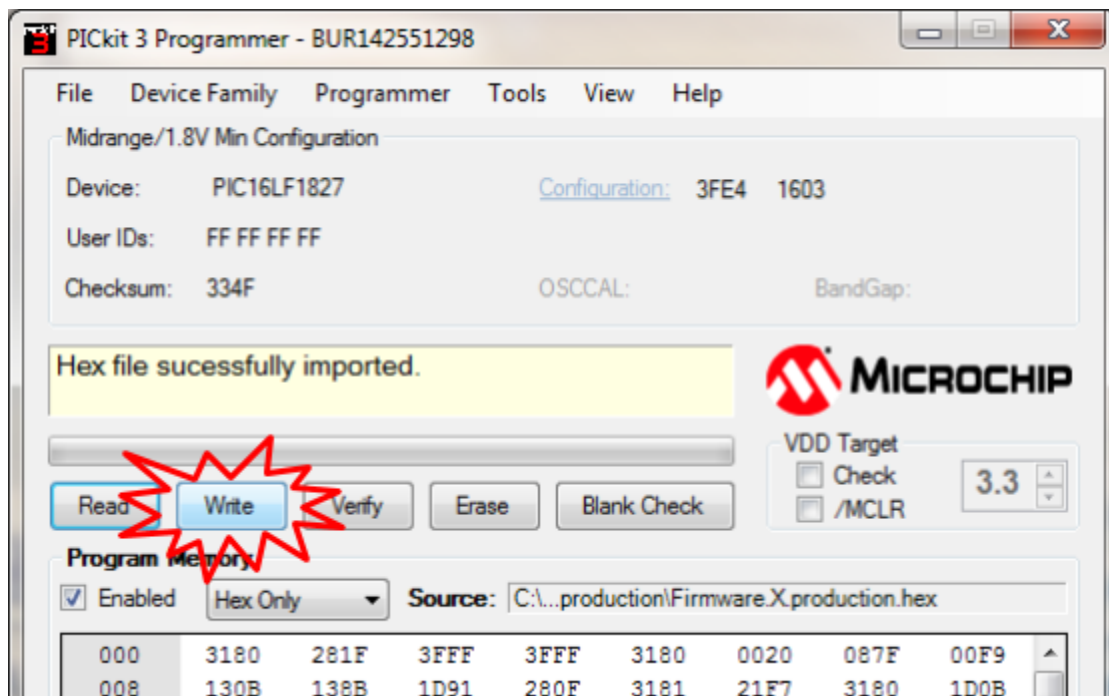 PICkit 3 Programmer - BUR142551298
File Device Family Programmer Tools View Help
Midrange/1.8V Min Configuration
Device: PIC16LF1827 Configuration: 3FE4 1603
User IDs: FF FF FF FF
Checksum: 334F OSCCAL: BandGap:
Hex file sucessfully imported.
MICROCHIP
VDD Target
Check
/MCLR
3.3
Read Write Verify Erase Blank Check
Program Memory
Enabled Hex Only Source: C:\...production\Firmware.X.production.hex
000 3180 281F 3FFF 3FFF 3180 0020 087F 00F9
008 130B 138B 1D91 280F 3181 21F7 3180 1D0B